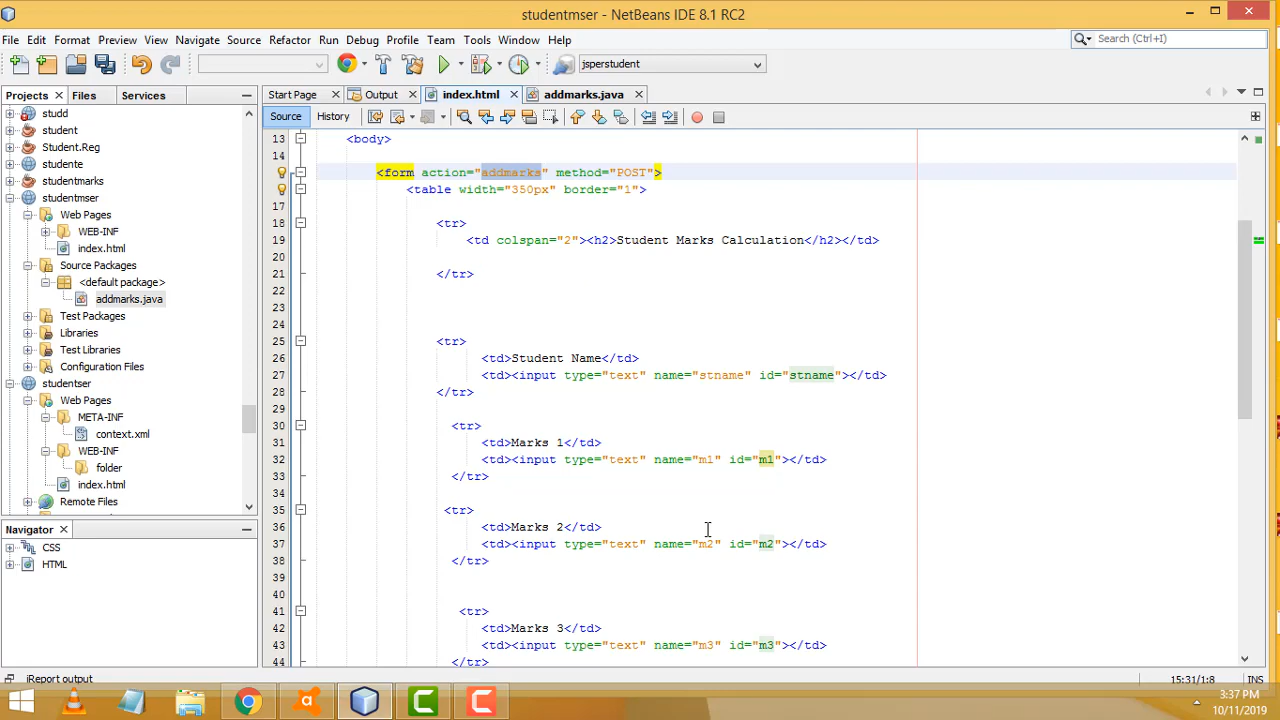 studentmser - NetBeans IDE 8.1 RC2
File Edit Format Preview View Navigate Source Refactor Run Debug Profile Team Tools Window Help
Search (Ctrl+I)
jsperstudent
Projects Files Services
Start Page Output index.html addmarks.java
Source History
studd
student
Student.Reg
studente
studentmarks
studentmser
Web Pages
WEB-INF
index.html
Source Packages
<default package>
addmarks.java
Test Packages
Libraries
Test Libraries
Configuration Files
studentser
Web Pages
META-INF
context.xml
WEB-INF
folder
index.html
Remote Files
Navigator
CSS
HTML
13 <body>
14
<form action="addmarks" method="POST">
<table width="350px" border="1">
17
18 <tr>
19 <td colspan="2"><h2>Student Marks Calculation</h2></td>
20
21 </tr>
22
23
24
25 <tr>
26 <td>Student Name</td>
27 <td><input type="text" name="stname" id="stname"></td>
28 </tr>
29
30 <tr>
31 <td>Marks 1</td>
32 <td><input type="text" name="m1" id="m1"></td>
33 </tr>
34
35 <tr>
36 <td>Marks 2</td>
37 <td><input type="text" name="m2" id="m2"></td>
38 </tr>
39
40
41 <tr>
42 <td>Marks 3</td>
43 <td><input type="text" name="m3" id="m3"></td>
44 </tr>
iReport output
15:31/1:8 INS
3:37 PM
10/11/2019